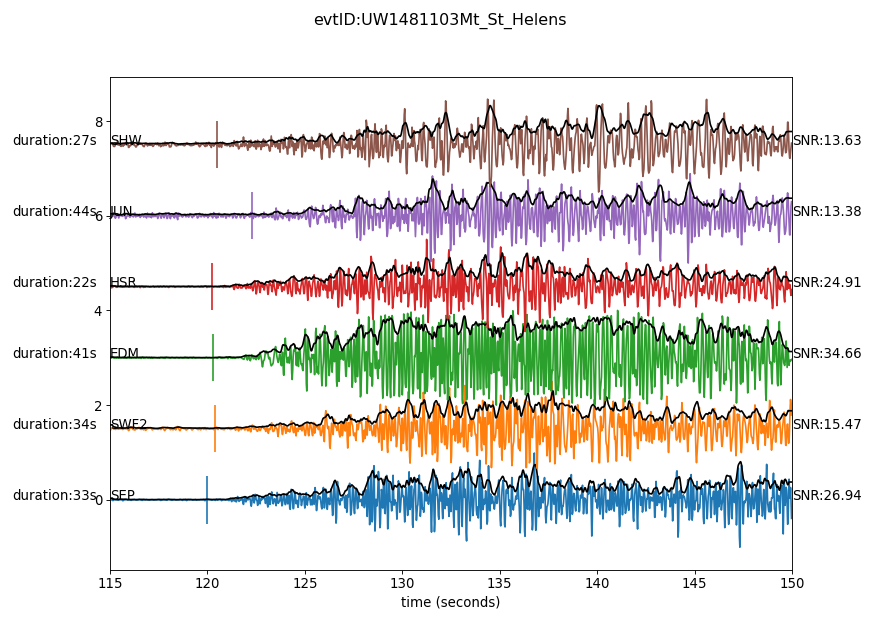 evtID:UW1481103Mt_St_Helens
8
duration:27s SHW SNR:13.63
duration:44s JUN SNR:13.38
6
duration:22s HSR SNR:24.91
4
duration:41s EDM SNR:34.66
2
duration:34s SWF2 SNR:15.47
duration:33s SEP SNR:26.94
0
115 120 125 130 135 140 145 150
time (seconds)